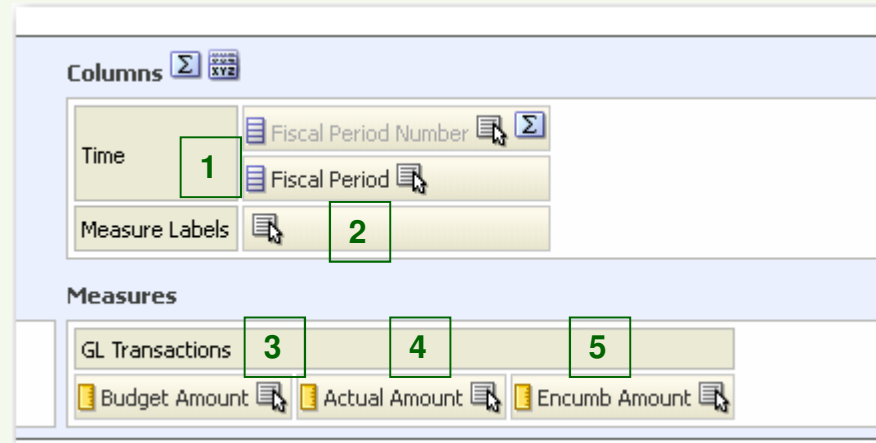 Columns Σ XYZ
Fiscal Period Number Σ
Time 1
Fiscal Period
Measure Labels 2
Measures
GL Transactions 3 4 5
Budget Amount Actual Amount Encumb Amount